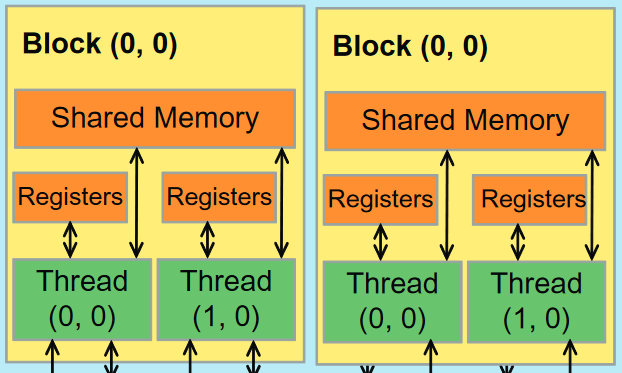 Block (0, 0)
Shared Memory
Registers
Registers
Thread
(0, 0)
Thread
(1, 0)
Block (0, 0)
Shared Memory
Registers
Registers
Thread
(0, 0)
Thread
(1, 0)